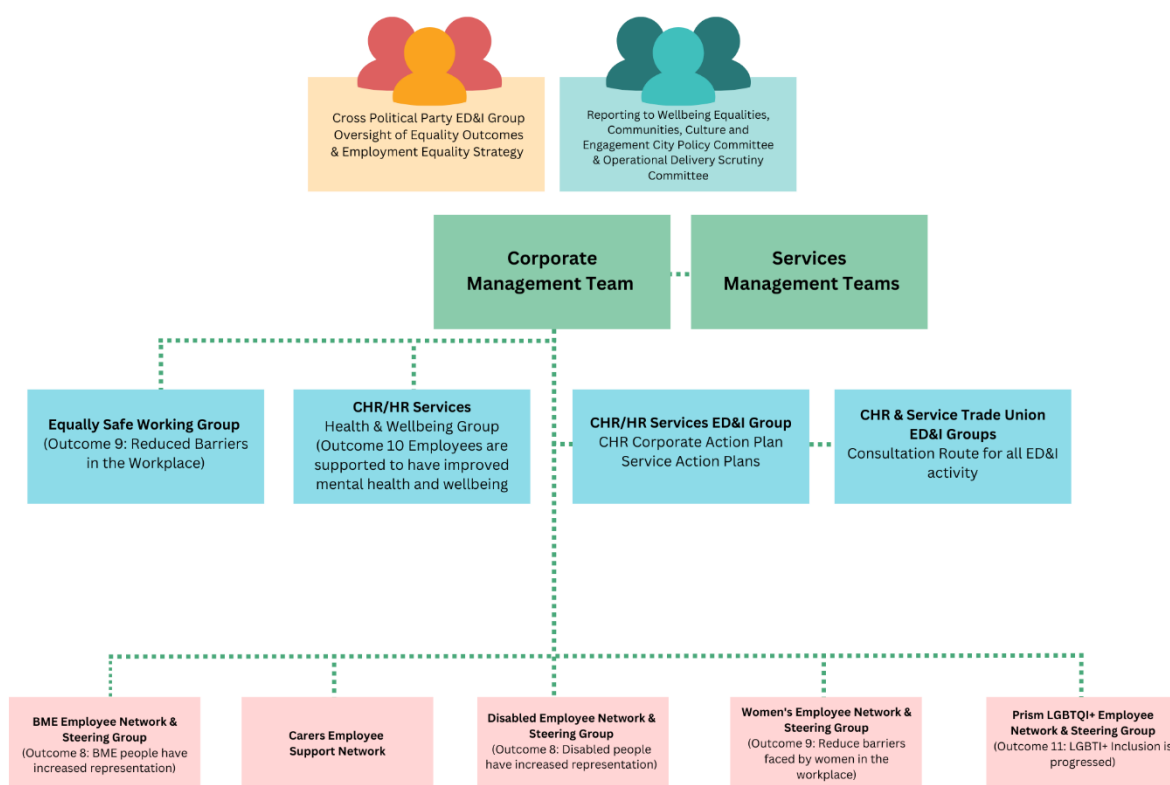 Cross Political Party ED&I Group
Oversight of Equality Outcomes
& Employment Equality Strategy
Reporting to Wellbeing Equalities,
Communities, Culture and
Engagement City Policy Committee
& Operational Delivery Scrutiny
Committee
Corporate
Management Team
Services
Management Teams
Equally Safe Working Group
(Outcome 9: Reduced Barriers
in the Workplace)
CHR/HR Services
Health & Wellbeing Group
(Outcome 10 Employees are
supported to have improved
mental health and wellbeing
CHR/HR Services ED&I Group
CHR Corporate Action Plan
Service Action Plans
CHR & Service Trade Union
ED&I Groups
Consultation Route for all ED&I
activity
BME Employee Network &
Steering Group
(Outcome 8: BME people have
increased representation)
Carers Employee
Support Network
Disabled Employee Network &
Steering Group
(Outcome 8: Disabled people
have increased representation)
Women's Employee Network &
Steering Group
(Outcome 9: Reduce barriers
faced by women in the
workplace)
Prism LGBTQI+ Employee
Network & Steering Group
(Outcome 11: LGBTI+ Inclusion is
progressed)